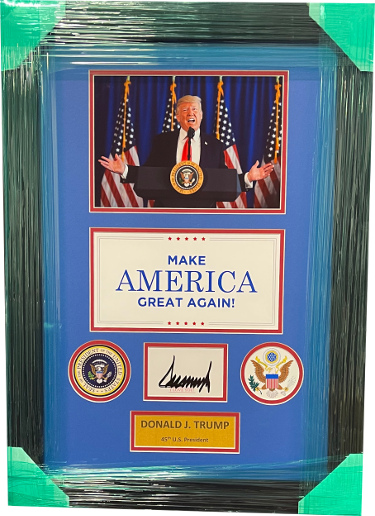 MAKE
AMERICA
GREAT AGAIN!
DONALD J. TRUMP
45th U.S. President